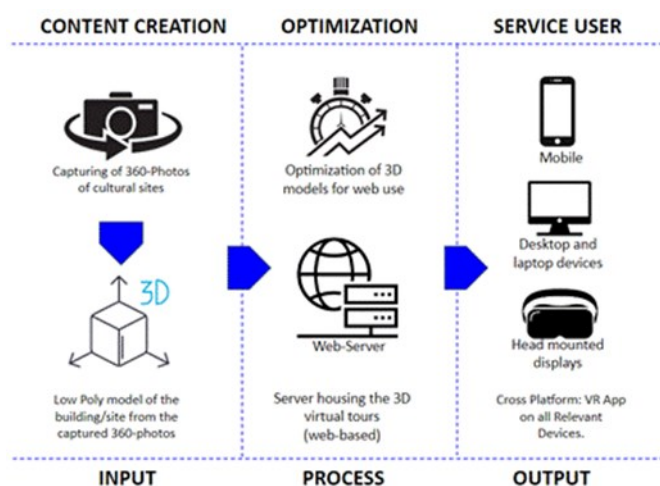 CONTENT CREATION
OPTIMIZATION
SERVICE USER
Capturing of 360-Photos
of cultural sites
3D
Low Poly model of the
building/site from the
captured 360-photos
Optimization of 3D
models for web use
Web-Server
Server housing the 3D
virtual tours
(web-based)
Mobile
Desktop and
laptop devices
Head mounted
displays
Cross Platform: VR App
on all Relevant
Devices.
INPUT
PROCESS
OUTPUT